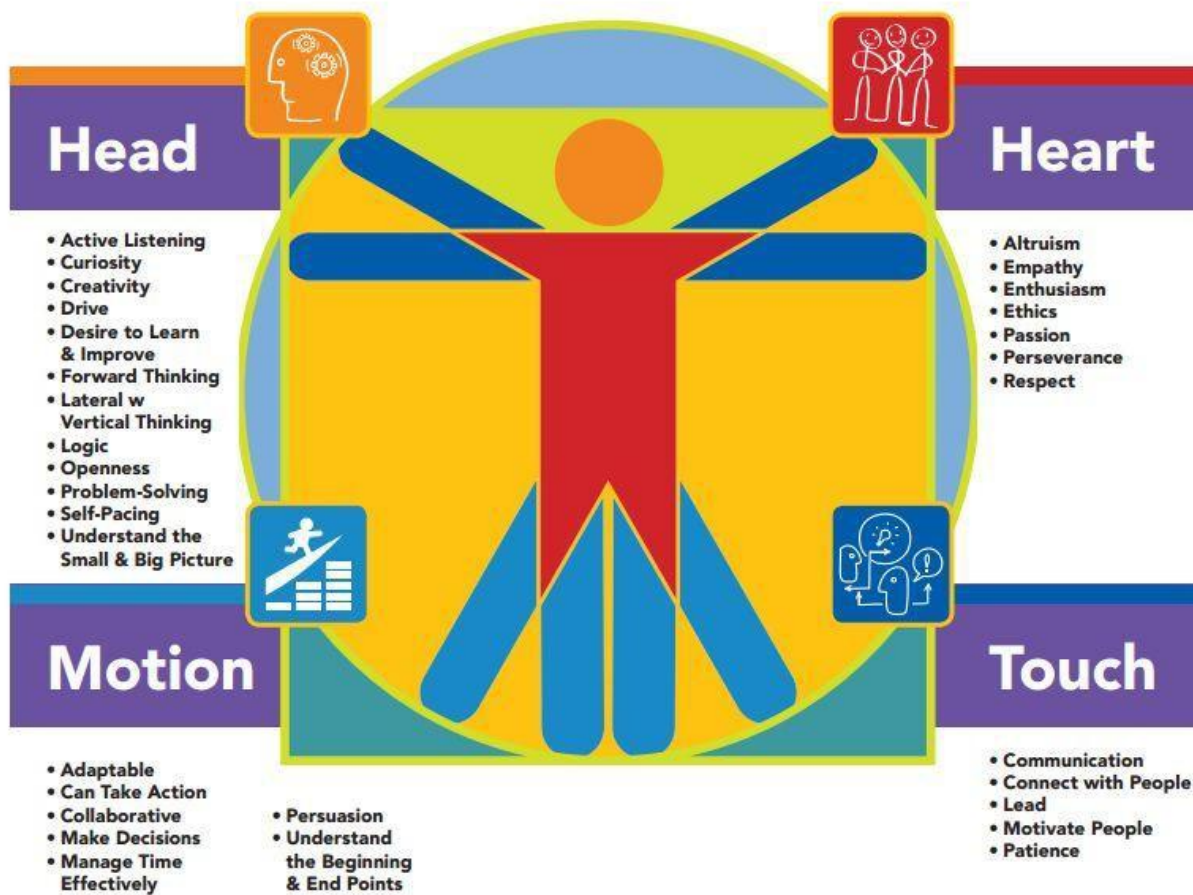 Head
• Active Listening
• Curiosity
• Creativity
• Drive
• Desire to Learn
& Improve
• Forward Thinking
• Lateral w
Vertical Thinking
• Logic
• Openness
• Problem-Solving
• Self-Pacing
• Understand the
Small & Big Picture
Heart
• Altruism
• Empathy
• Enthusiasm
• Ethics
• Passion
• Perseverance
• Respect
Motion
• Adaptable
• Can Take Action
• Collaborative
• Make Decisions
• Manage Time
Effectively
• Persuasion
• Understand
the Beginning
& End Points
Touch
• Communication
• Connect with People
• Lead
• Motivate People
• Patience